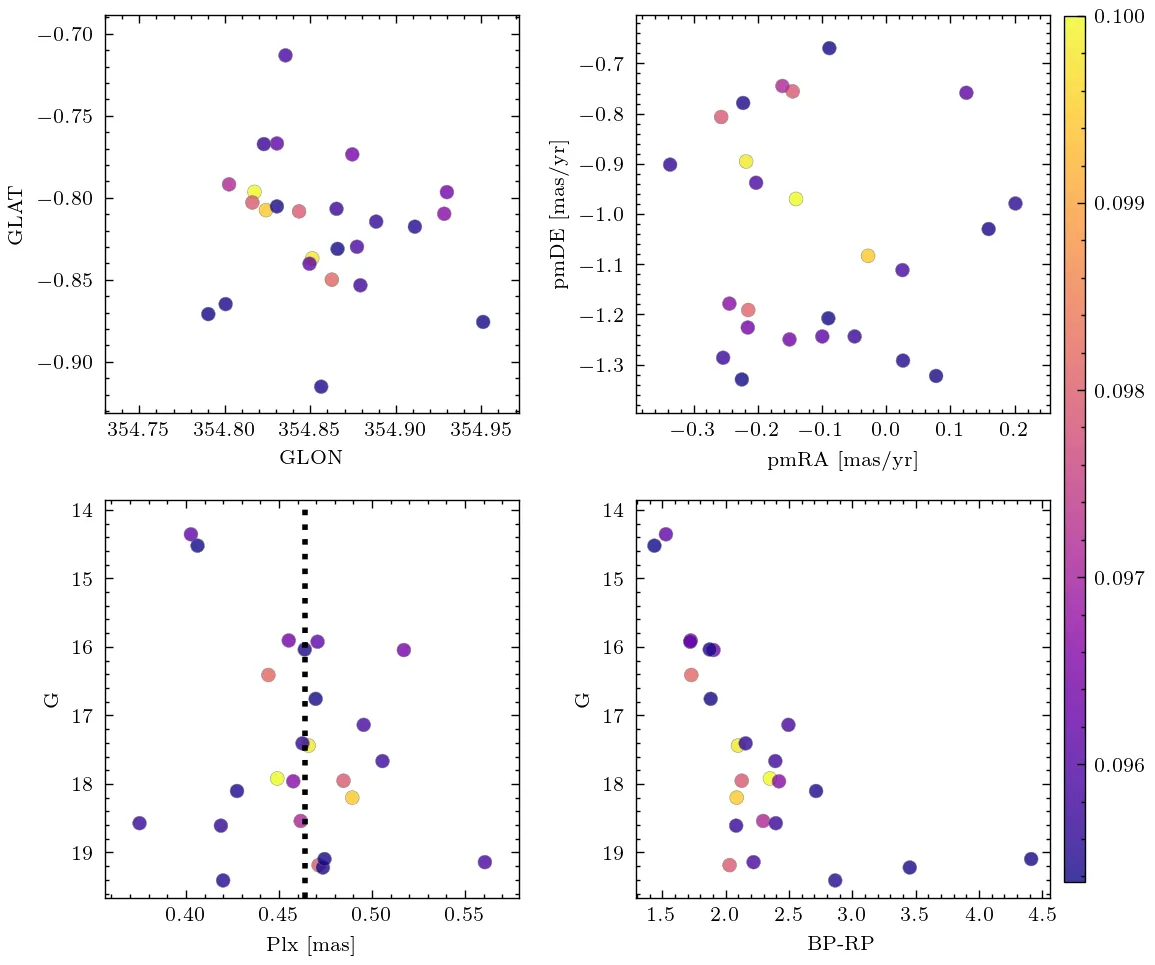 −0.70
−0.75
−0.80
−0.85
−0.90
GLAT
354.75 354.80 354.85 354.90 354.95
GLON
−0.7
−0.8
−0.9
−1.0
−1.1
−1.2
−1.3
pmDE [mas/yr]
−0.3 −0.2 −0.1 0.0 0.1 0.2
pmRA [mas/yr]
14
15
16
17
18
19
G
0.40 0.45 0.50 0.55
Plx [mas]
14
15
16
17
18
19
G
1.5 2.0 2.5 3.0 3.5 4.0 4.5
BP-RP
0.100
0.099
0.098
0.097
0.096